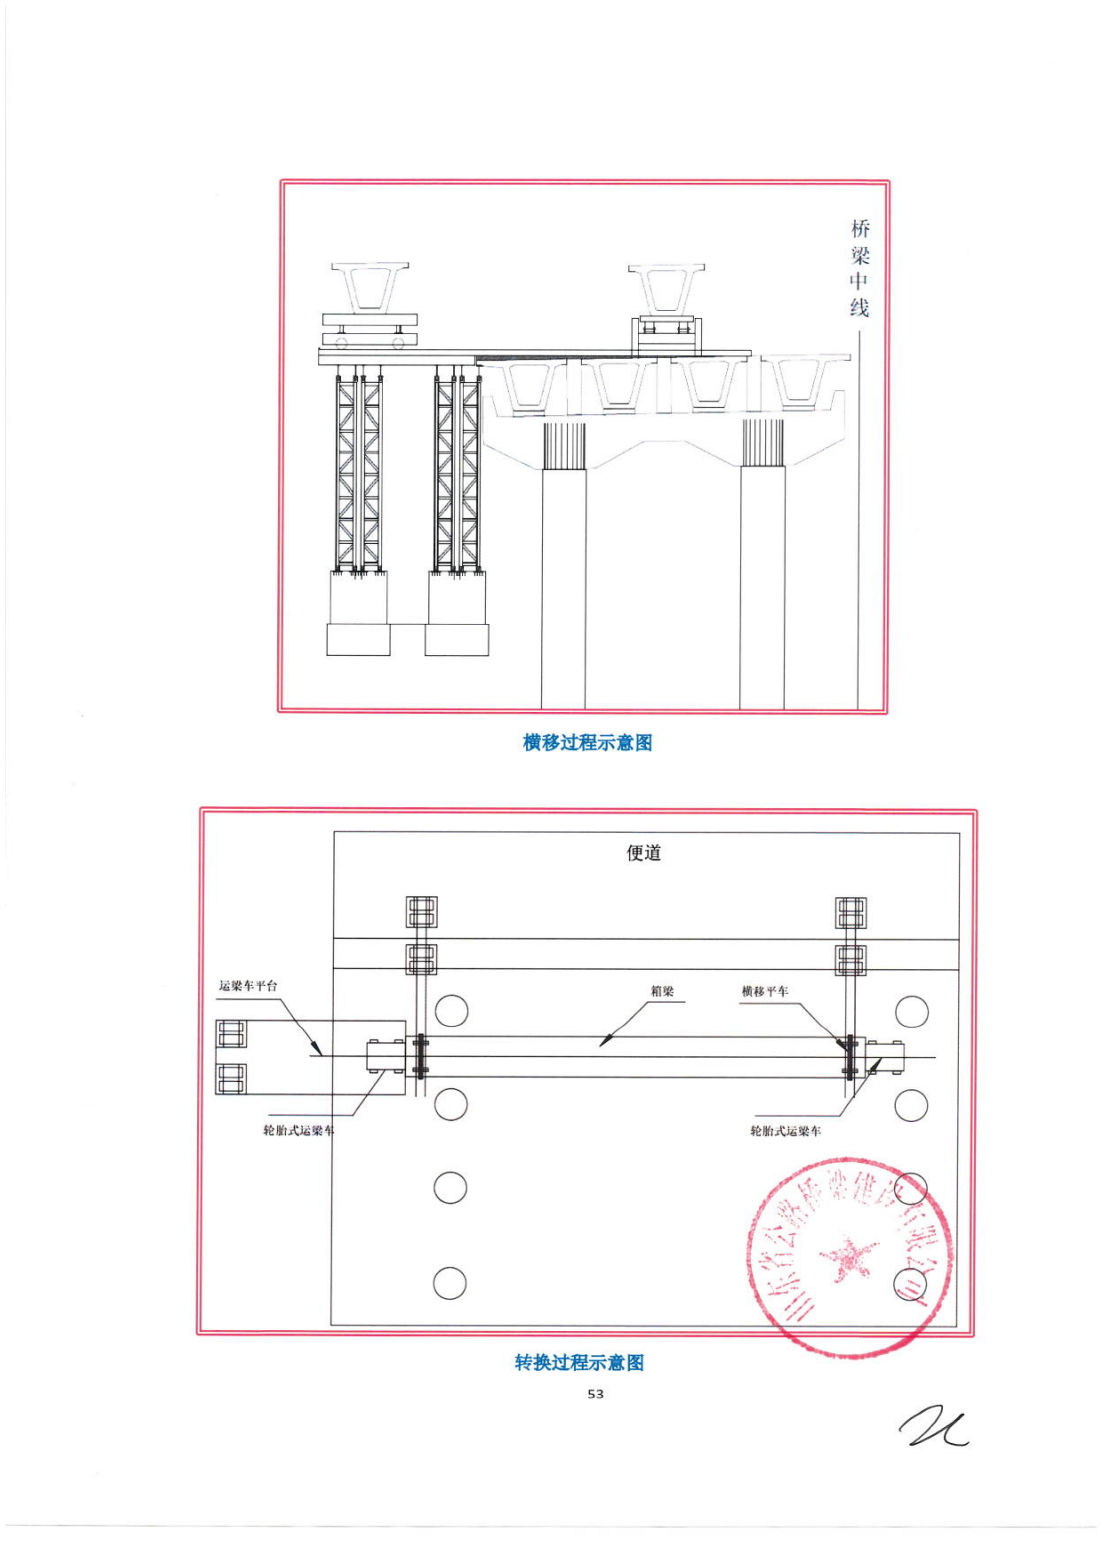 桥梁中线
横移过程示意图
便道
运梁车平台
箱梁
横移平车
轮胎式运梁车
轮胎式运梁车
山东省公路桥梁建设有限公司
转换过程示意图
53